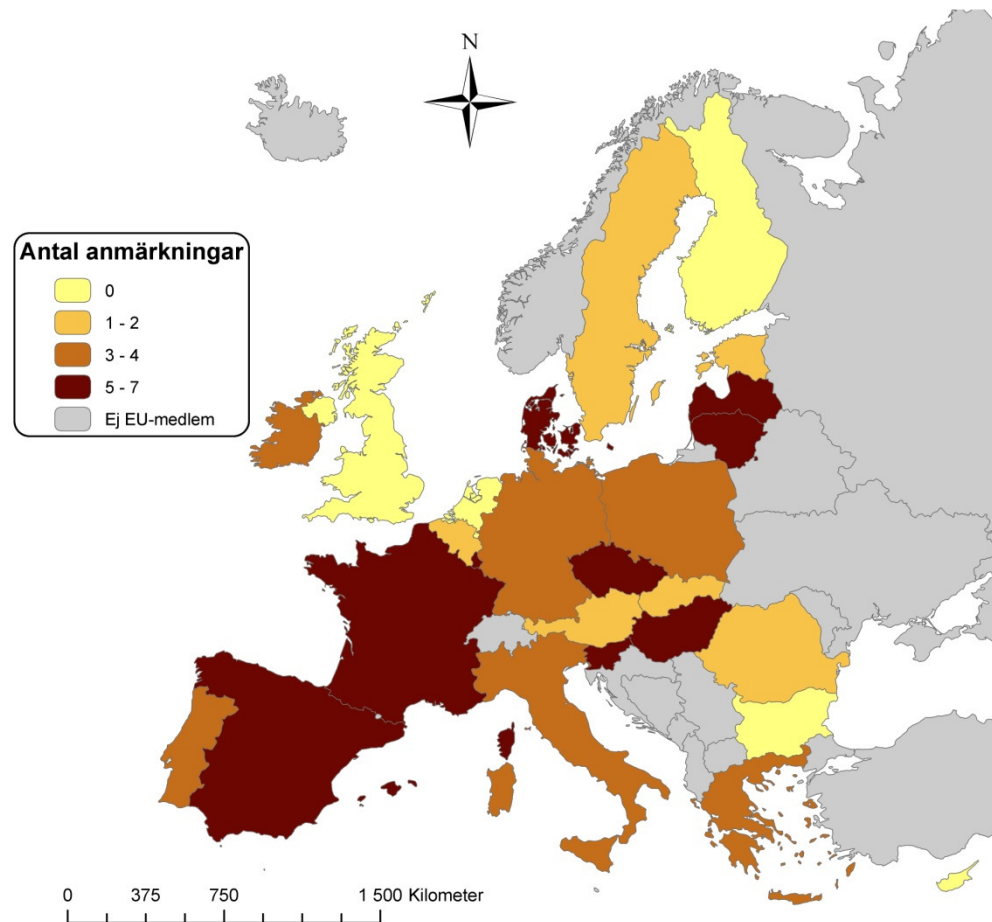 N
Antal anmärkningar
0
1 - 2
3 - 4
5 - 7
Ej EU-medlem
0 375 750 1 500 Kilometer